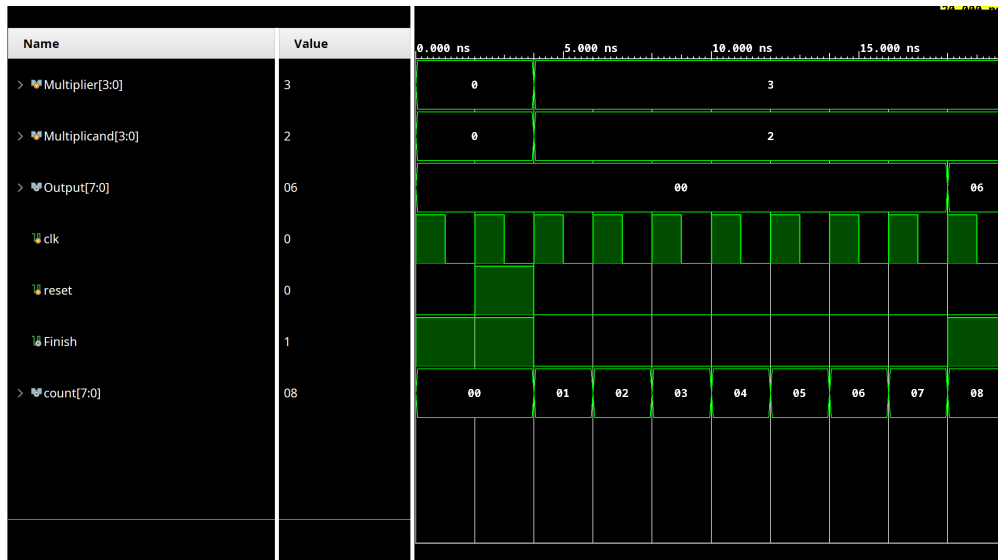 Name Value
0.000 ns 5.000 ns 10.000 ns 15.000 ns
Multiplier[3:0] 3 0 3
Multiplicand[3:0] 2 0 2
Output[7:0] 06 00 06
clk 0
reset 0
Finish 1
count[7:0] 08 00 01 02 03 04 05 06 07 08